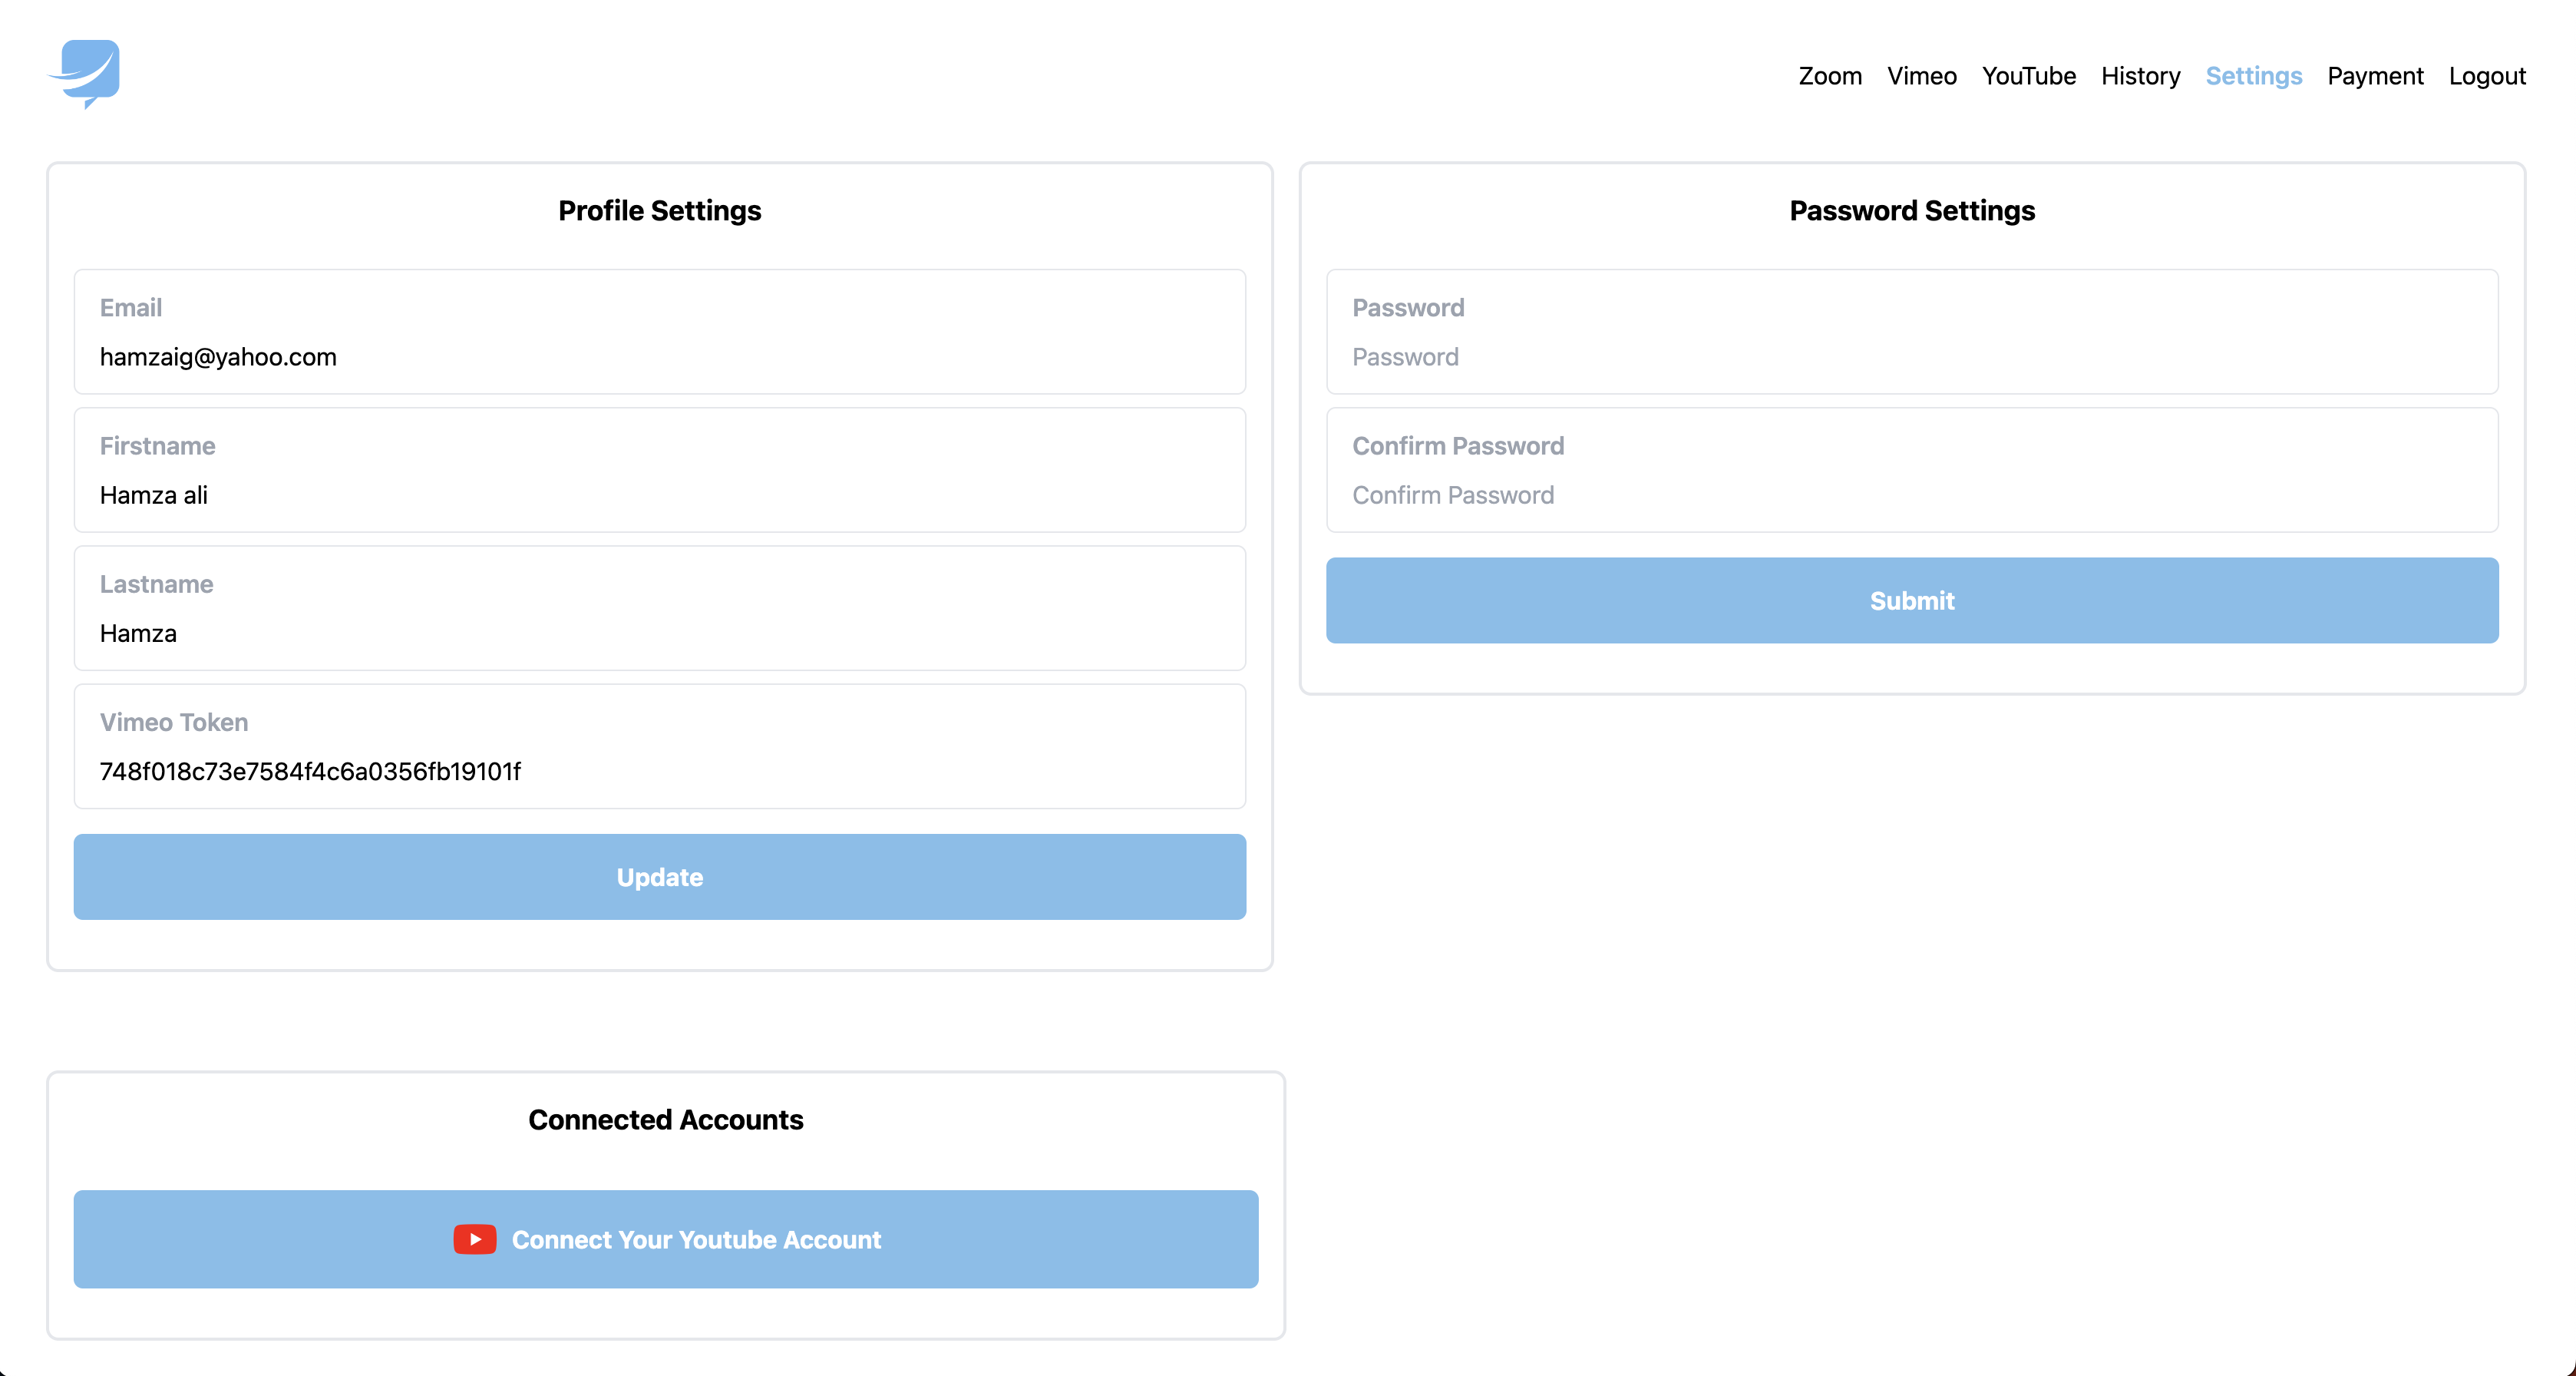 Zoom Vimeo YouTube History Settings Payment Logout
Profile Settings
Email
hamzaig@yahoo.com
Firstname
Hamza ali
Lastname
Hamza
Vimeo Token
748f018c73e7584f4c6a0356fb19101f
Update
Password Settings
Password
Password
Confirm Password
Confirm Password
Submit
Connected Accounts
Connect Your Youtube Account